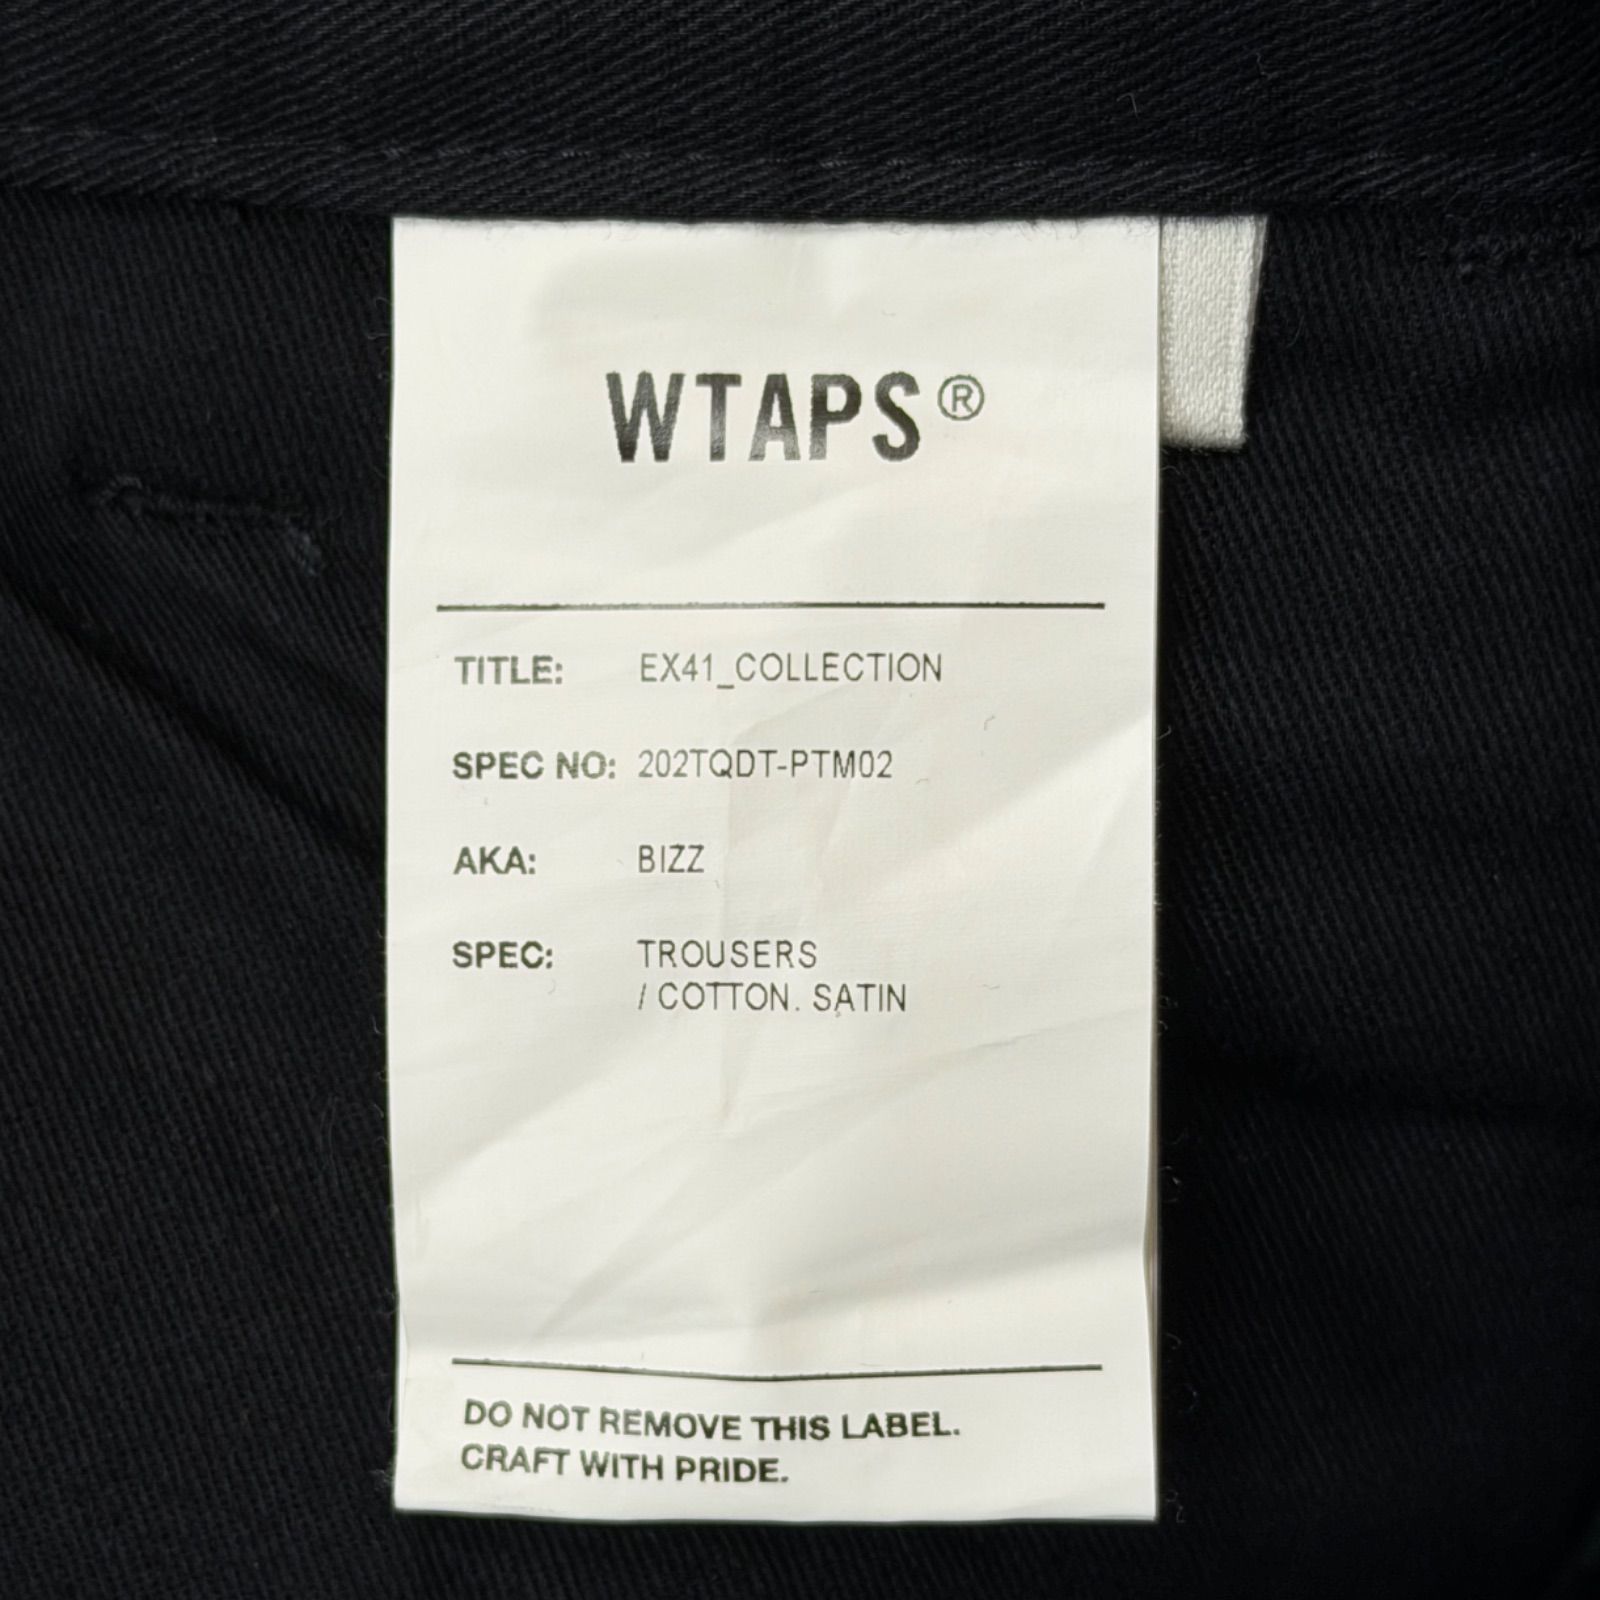 WTAPS®
TITLE: EX41_COLLECTION
SPEC NO: 202TQDT-PTM02
AKA: BIZZ
SPEC: TROUSERS
/ COTTON. SATIN
DO NOT REMOVE THIS LABEL.
CRAFT WITH PRIDE.